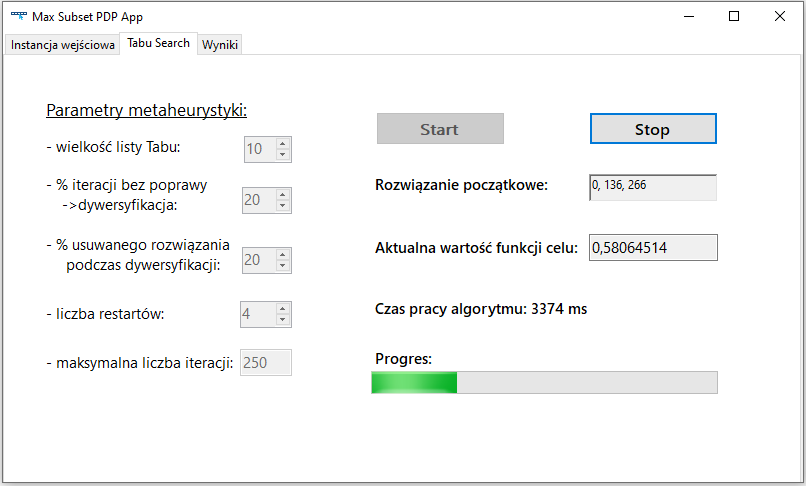 Max Subset PDP App
Instancja wejściowa
Tabu Search
Wyniki
Parametry metaheurystyki:
- wielkość listy Tabu:
10
- % iteracji bez poprawy
->dywersyfikacja:
20
- % usuwanego rozwiązania
podczas dywersyfikacji:
20
- liczba restartów:
4
- maksymalna liczba iteracji:
250
Start
Stop
Rozwiązanie początkowe:
0, 136, 266
Aktualna wartość funkcji celu:
0,58064514
Czas pracy algorytmu: 3374 ms
Progres: